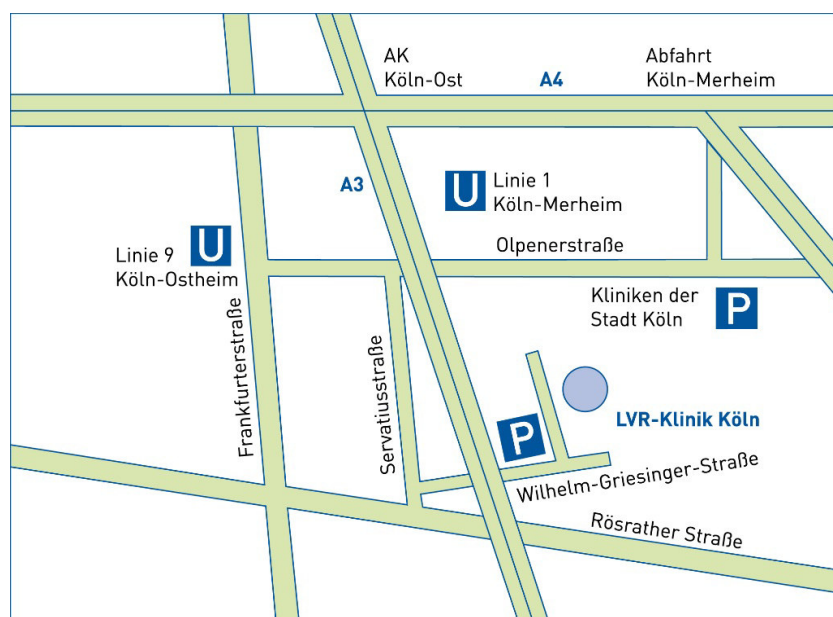 AK
Köln-Ost
A4
Abfahrt
Köln-Merheim
A3
U
Linie 1
Köln-Merheim
U
Linie 9
Köln-Ostheim
Olpenerstraße
Kliniken der
Stadt Köln
P
Frankfurterstraße
Servatiusstraße
P
LVR-Klinik Köln
Wilhelm-Griesinger-Straße
Rösrather Straße